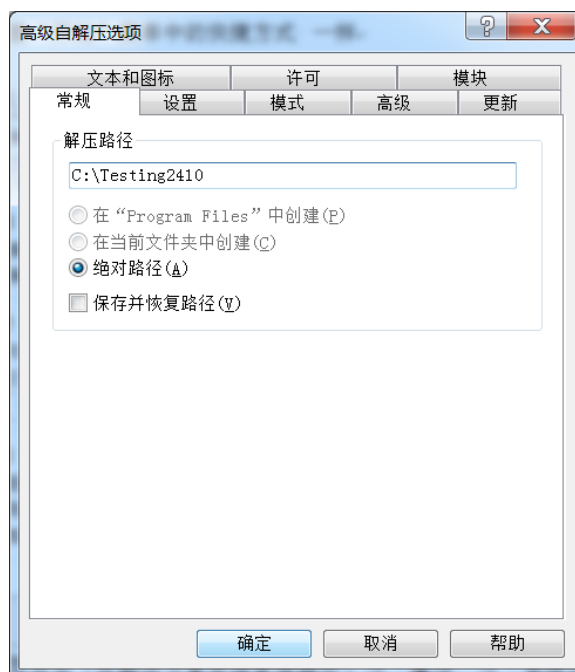 高级自解压选项
文本和图标 许可 模块
常规 设置 模式 高级 更新
解压路径
C:\Testing2410
在“Program Files”中创建(P)
在当前文件夹中创建(C)
绝对路径(A)
保存并恢复路径(V)
确定 取消 帮助